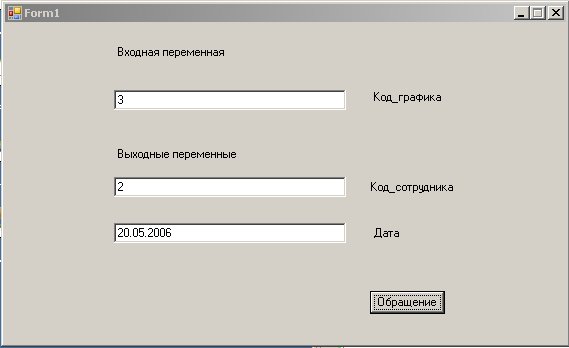 Form1
Входная переменная
3 Код_графика
Выходные переменные
2 Код_сотрудника
20.05.2006 Дата
Обращение